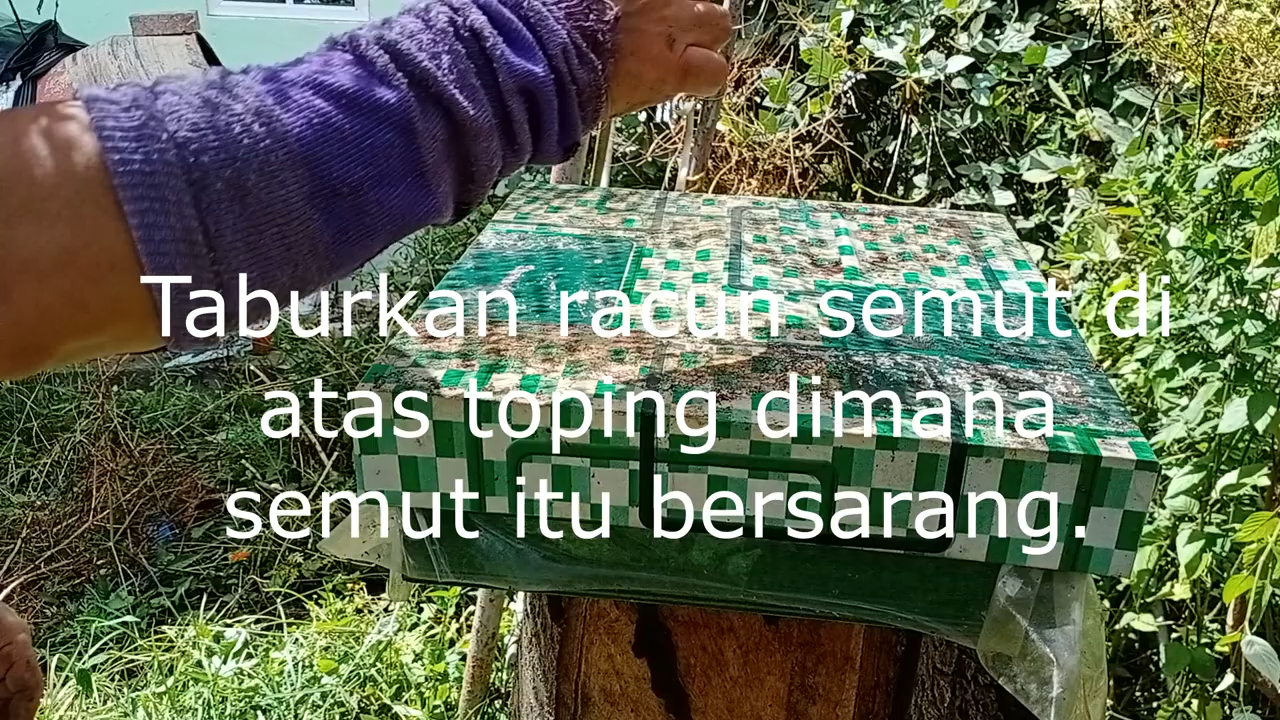 Taburkan racun semut di
atas toping dimana
semut itu bersarang.